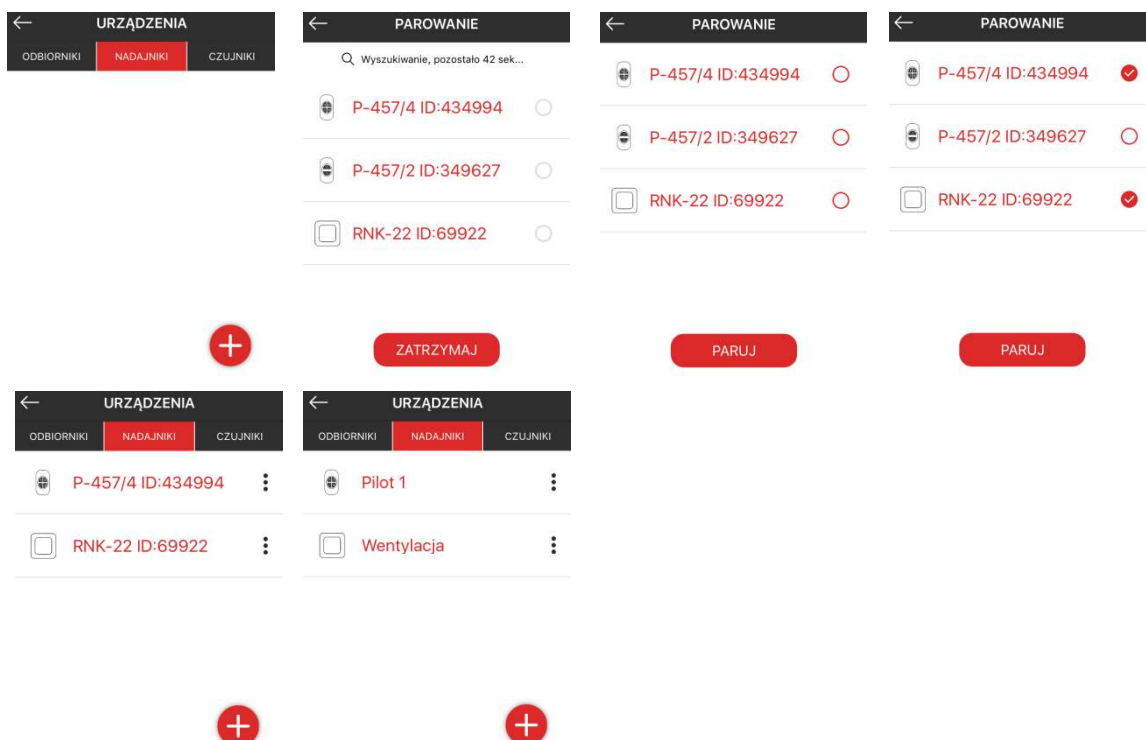 URZĄDZENIA
ODBIORNIKI NADAJNIKI CZUJNIKI
PAROWANIE
Wyszukiwanie, pozostało 42 sek...
P-457/4 ID:434994
P-457/2 ID:349627
RNK-22 ID:69922
ZATRZYMAJ
PAROWANIE
P-457/4 ID:434994
P-457/2 ID:349627
RNK-22 ID:69922
PARUJ
PAROWANIE
P-457/4 ID:434994
P-457/2 ID:349627
RNK-22 ID:69922
PARUJ
URZĄDZENIA
ODBIORNIKI NADAJNIKI CZUJNIKI
P-457/4 ID:434994
RNK-22 ID:69922
URZĄDZENIA
ODBIORNIKI NADAJNIKI CZUJNIKI
Pilot 1
Wentylacja